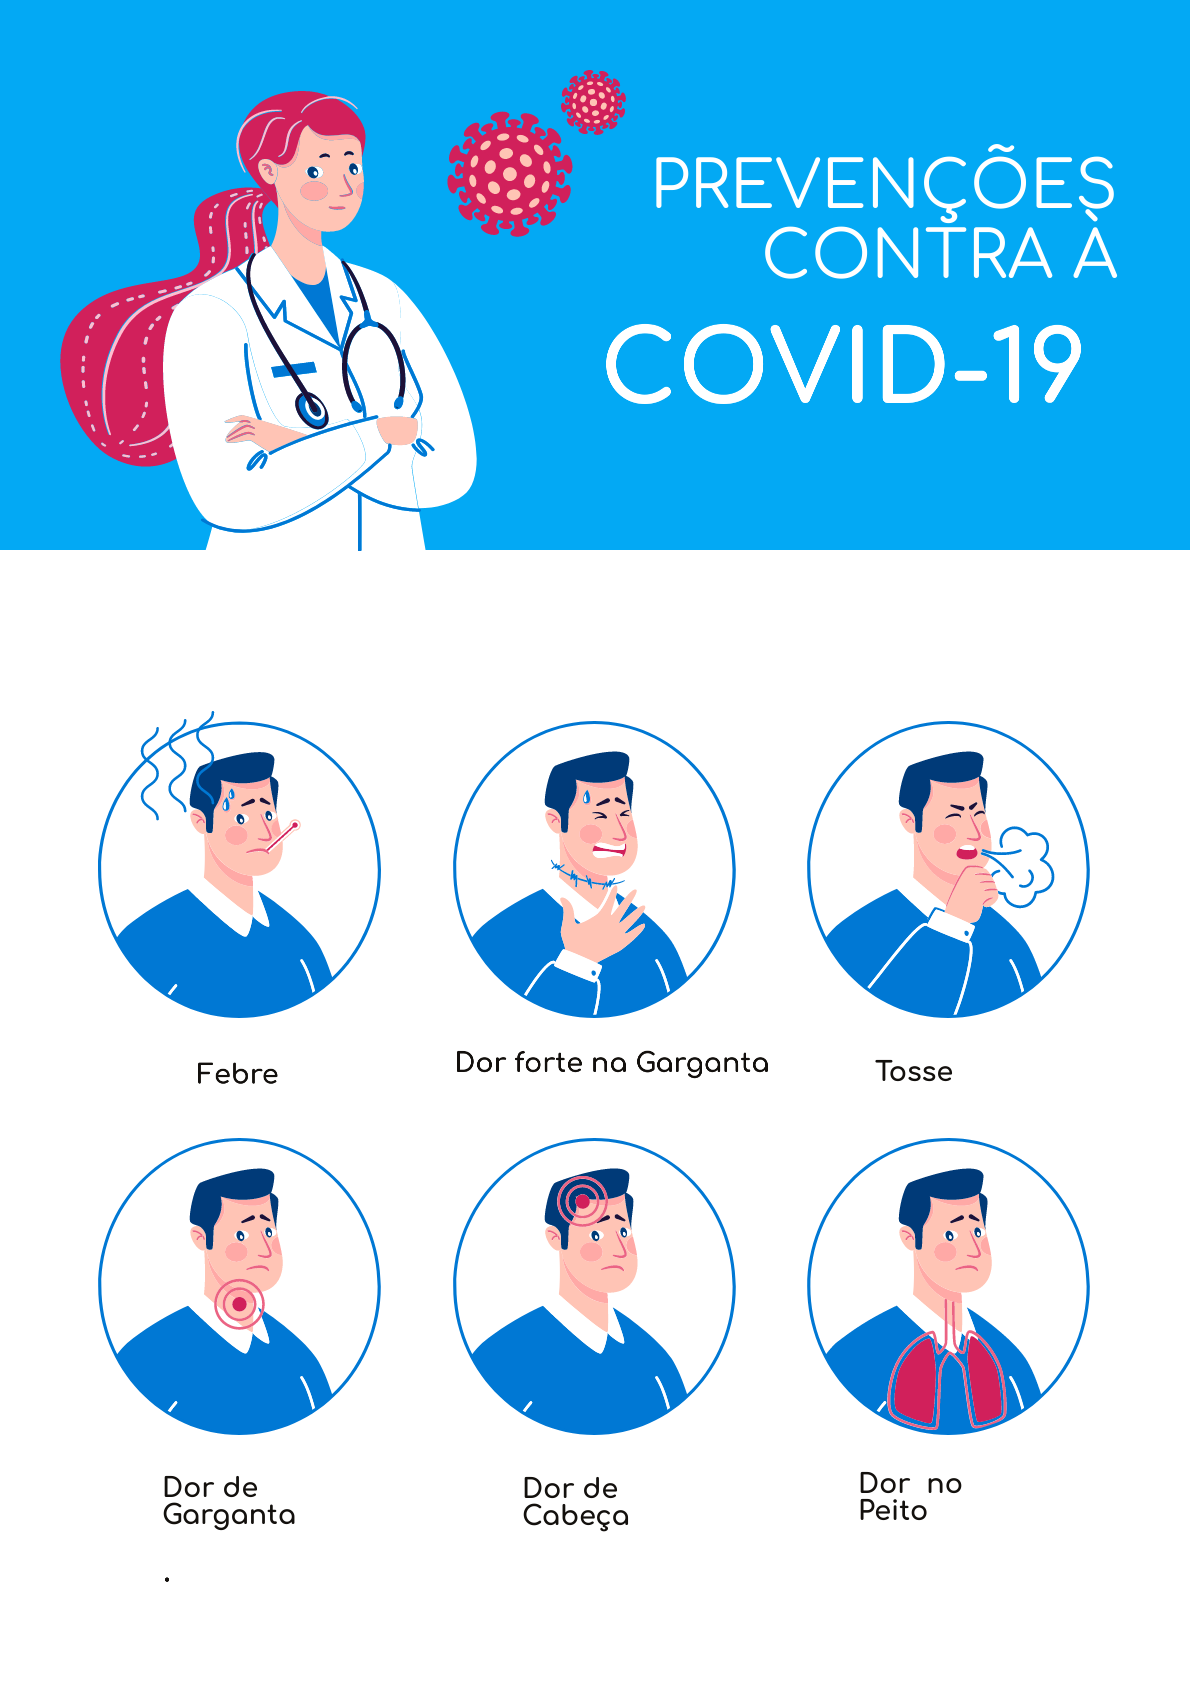 PREVENÇÕES
CONTRA À
COVID-19
Febre
Dor forte na Garganta
Tosse
Dor de
Garganta
Dor de
Cabeça
Dor  no
Peito
.